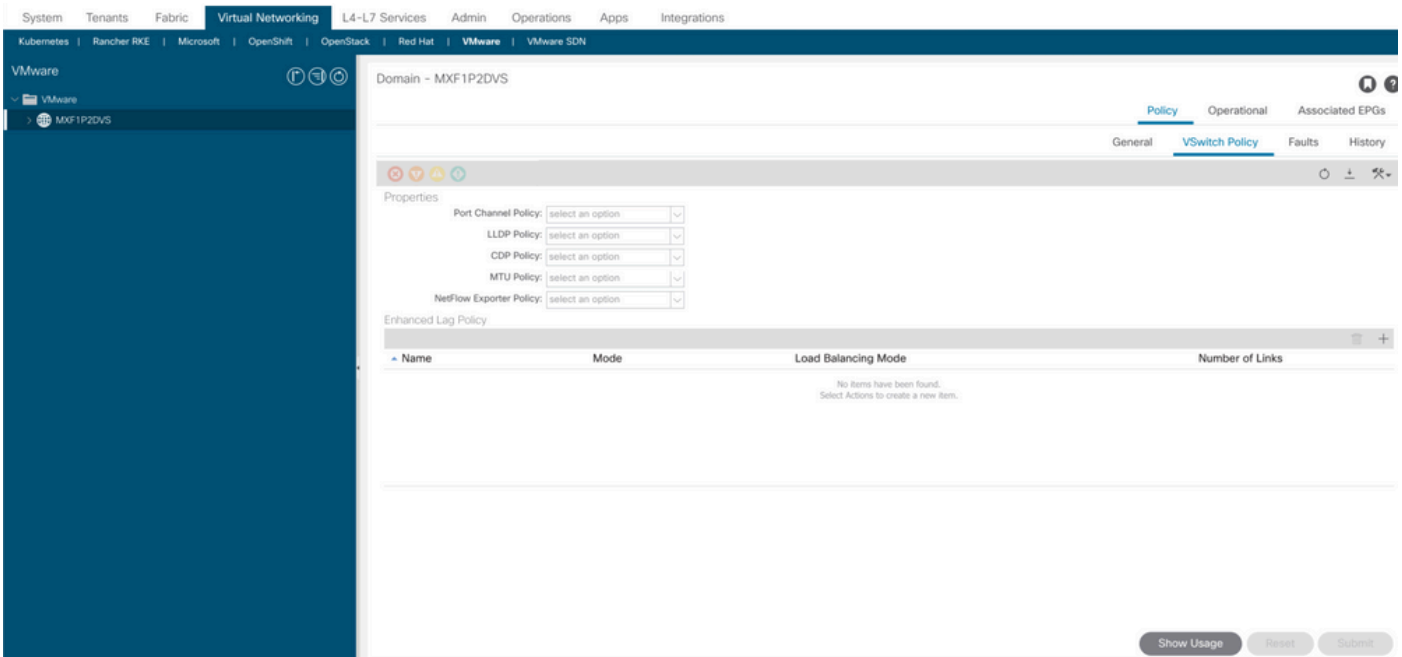 System Tenants Fabric Virtual Networking L4-L7 Services Admin Operations Apps Integrations
Kubernetes | Rancher RKE | Microsoft | OpenShift | OpenStack | Red Hat | VMware | VMware SDN
VMware
VMware
MXF1P2DVS
Domain - MXF1P2DVS
Policy Operational Associated EPGs
General VSwitch Policy Faults History
Properties
Port Channel Policy: select an option
LLDP Policy: select an option
CDP Policy: select an option
MTU Policy: select an option
NetFlow Exporter Policy: select an option
Enhanced Lag Policy
Name Mode Load Balancing Mode Number of Links
No items have been found.
Select Actions to create a new item.
Show Usage Reset Submit